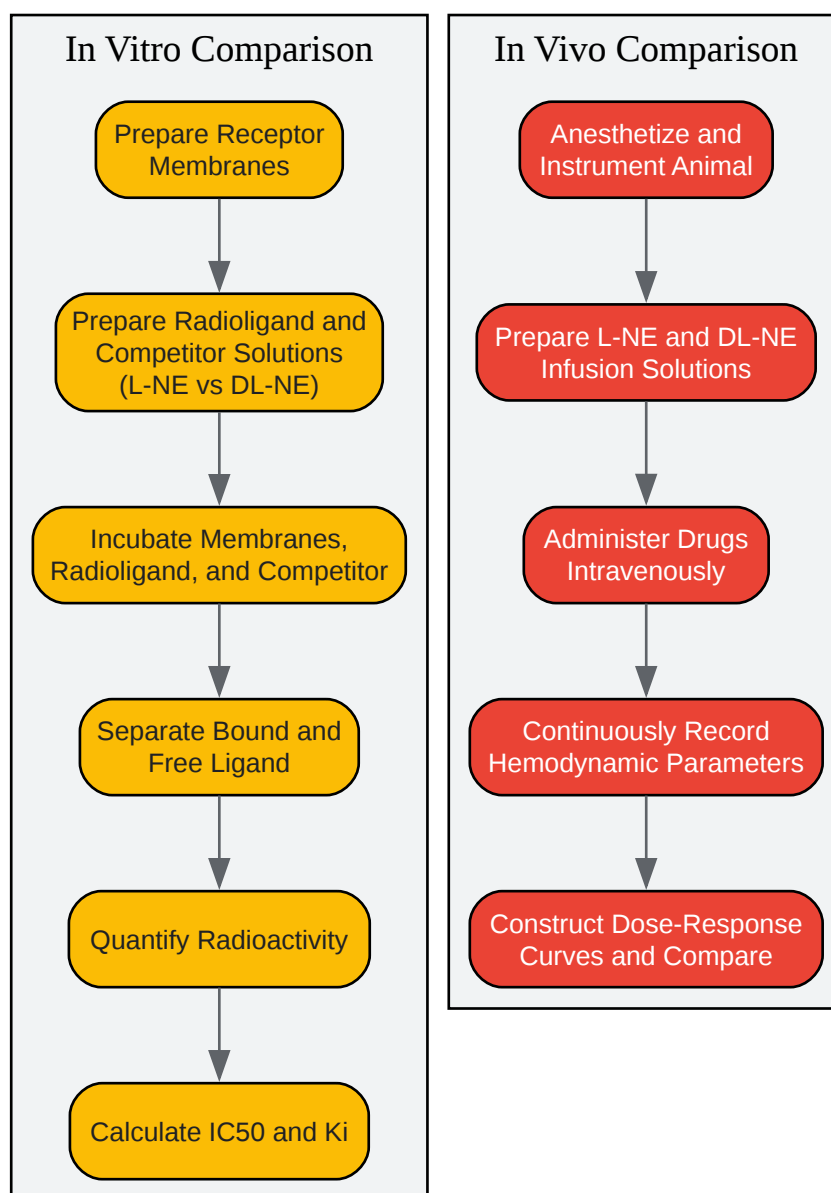 In Vitro Comparison
Prepare Receptor
Membranes
Prepare Radioligand and
Competitor Solutions
(L-NE vs DL-NE)
Incubate Membranes,
Radioligand, and Competitor
Separate Bound and
Free Ligand
Quantify Radioactivity
Calculate IC50 and Ki
In Vivo Comparison
Anesthetize and
Instrument Animal
Prepare L-NE and DL-NE
Infusion Solutions
Administer Drugs
Intravenously
Continuously Record
Hemodynamic Parameters
Construct Dose-Response
Curves and Compare